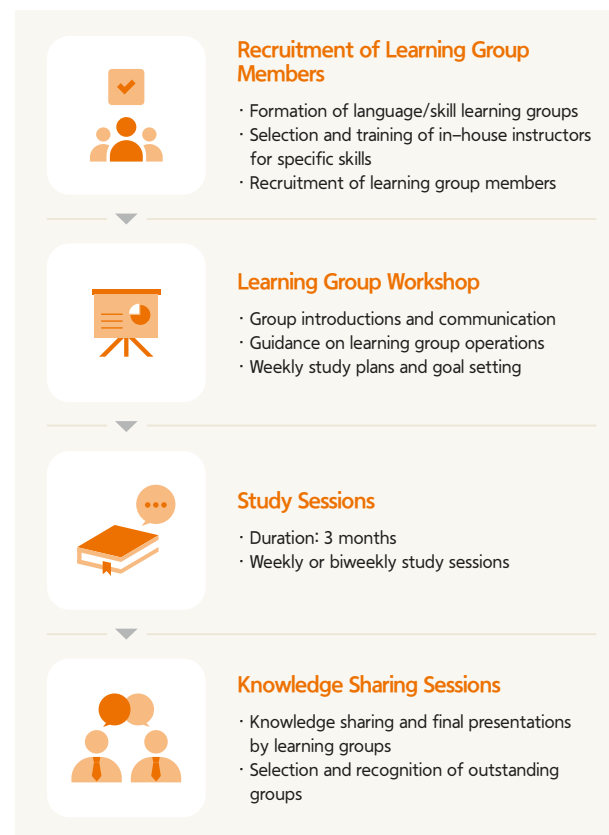 Recruitment of Learning Group
Members
· Formation of language/skill learning groups
· Selection and training of in–house instructors
for specific skills
· Recruitment of learning group members
Learning Group Workshop
· Group introductions and communication
· Guidance on learning group operations
· Weekly study plans and goal setting
Study Sessions
· Duration: 3 months
· Weekly or biweekly study sessions
Knowledge Sharing Sessions
· Knowledge sharing and final presentations
by learning groups
· Selection and recognition of outstanding
groups